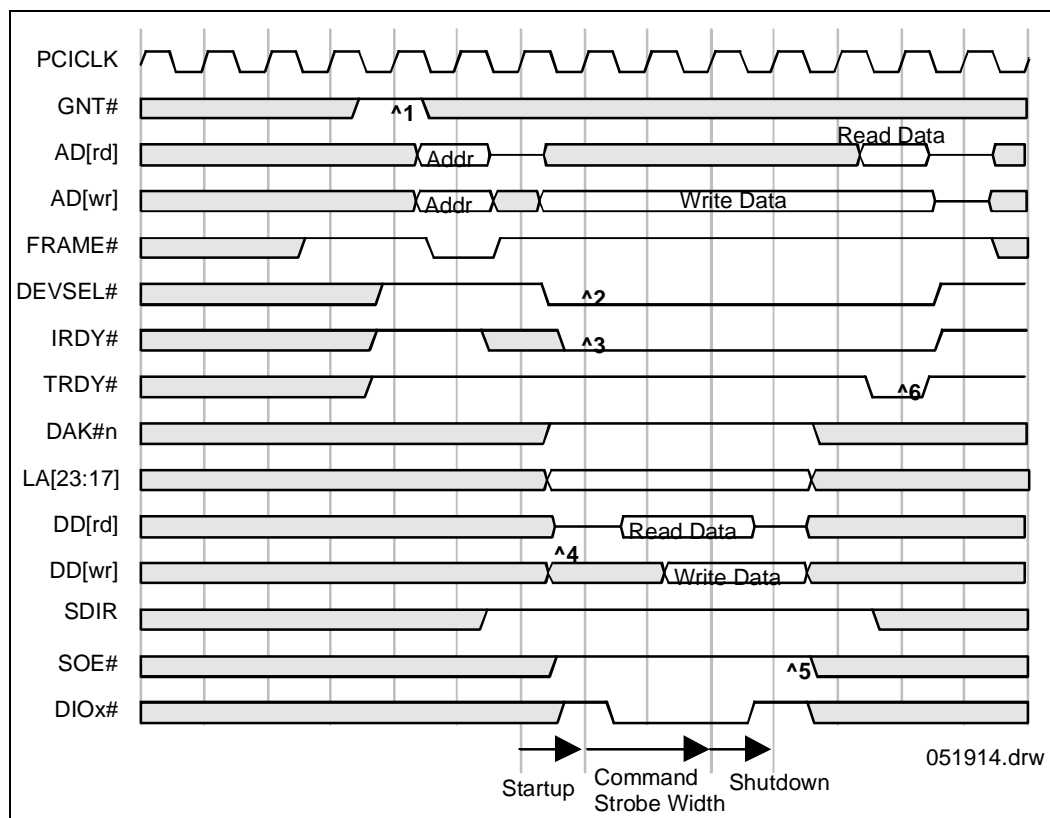 PCICLK
GNT# ^1
Read Data
AD[rd] Addr
AD[wr] Addr Write Data
FRAME#
DEVSEL# ^2
IRDY# ^3
TRDY# ^6
DAK#n
LA[23:17]
DD[rd] Read Data
^4
DD[wr] Write Data
SDIR
SOE# ^5
DIOx#
Startup Command Strobe Width Shutdown
051914.drw